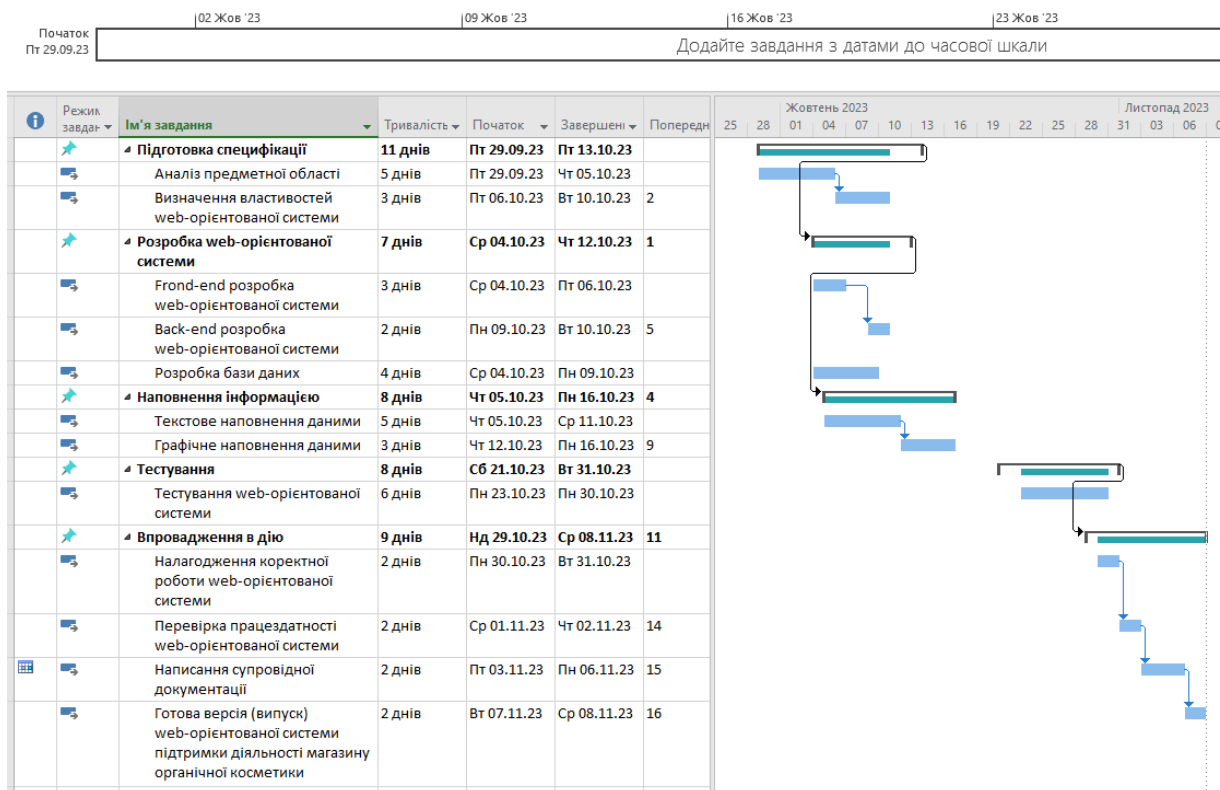 02 Жов '23 09 Жов '23 16 Жов '23 23 Жов '23
Початок
Пт 29.09.23
Додайте завдання з датами до часової шкали
Жовтень 2023 Листопад 2023
Режим
завдан Ім'я завдання Тривалість Початок Завершені Попередн 25 28 01 04 07 10 13 16 19 22 25 28 31 03 06
Підготовка специфікації 11 днів Пт 29.09.23 Пт 13.10.23
Аналіз предметної області 5 днів Пт 29.09.23 Чт 05.10.23
Визначення властивостей 3 днів Пт 06.10.23 Вт 10.10.23 2
web-орієнтованої системи
Розробка web-орієнтованої 7 днів Ср 04.10.23 Чт 12.10.23 1
системи
Frond-end розробка 3 днів Ср 04.10.23 Пт 06.10.23
web-орієнтованої системи
Back-end розробка 2 днів Пн 09.10.23 Вт 10.10.23 5
web-орієнтованої системи
Розробка бази даних 4 днів Ср 04.10.23 Пн 09.10.23
Наповнення інформацією 8 днів Чт 05.10.23 Пн 16.10.23 4
Текстове наповнення даними 5 днів Чт 05.10.23 Ср 11.10.23
Графічне наповнення даними 3 днів Чт 12.10.23 Пн 16.10.23 9
Тестування 8 днів Сб 21.10.23 Вт 31.10.23
Тестування web-орієнтованої 6 днів Пн 23.10.23 Пн 30.10.23
системи
Впровадження в дію 9 днів Нд 29.10.23 Ср 08.11.23 11
Налагодження коректної 2 днів Пн 30.10.23 Вт 31.10.23
роботи web-орієнтованої
системи
Перевірка працездатності 2 днів Ср 01.11.23 Чт 02.11.23 14
web-орієнтованої системи
Написання супровідної 2 днів Пт 03.11.23 Пн 06.11.23 15
документації
Готова версія (випуск) 2 днів Вт 07.11.23 Ср 08.11.23 16
web-орієнтованої системи
підтримки діяльності магазину
органічної косметики